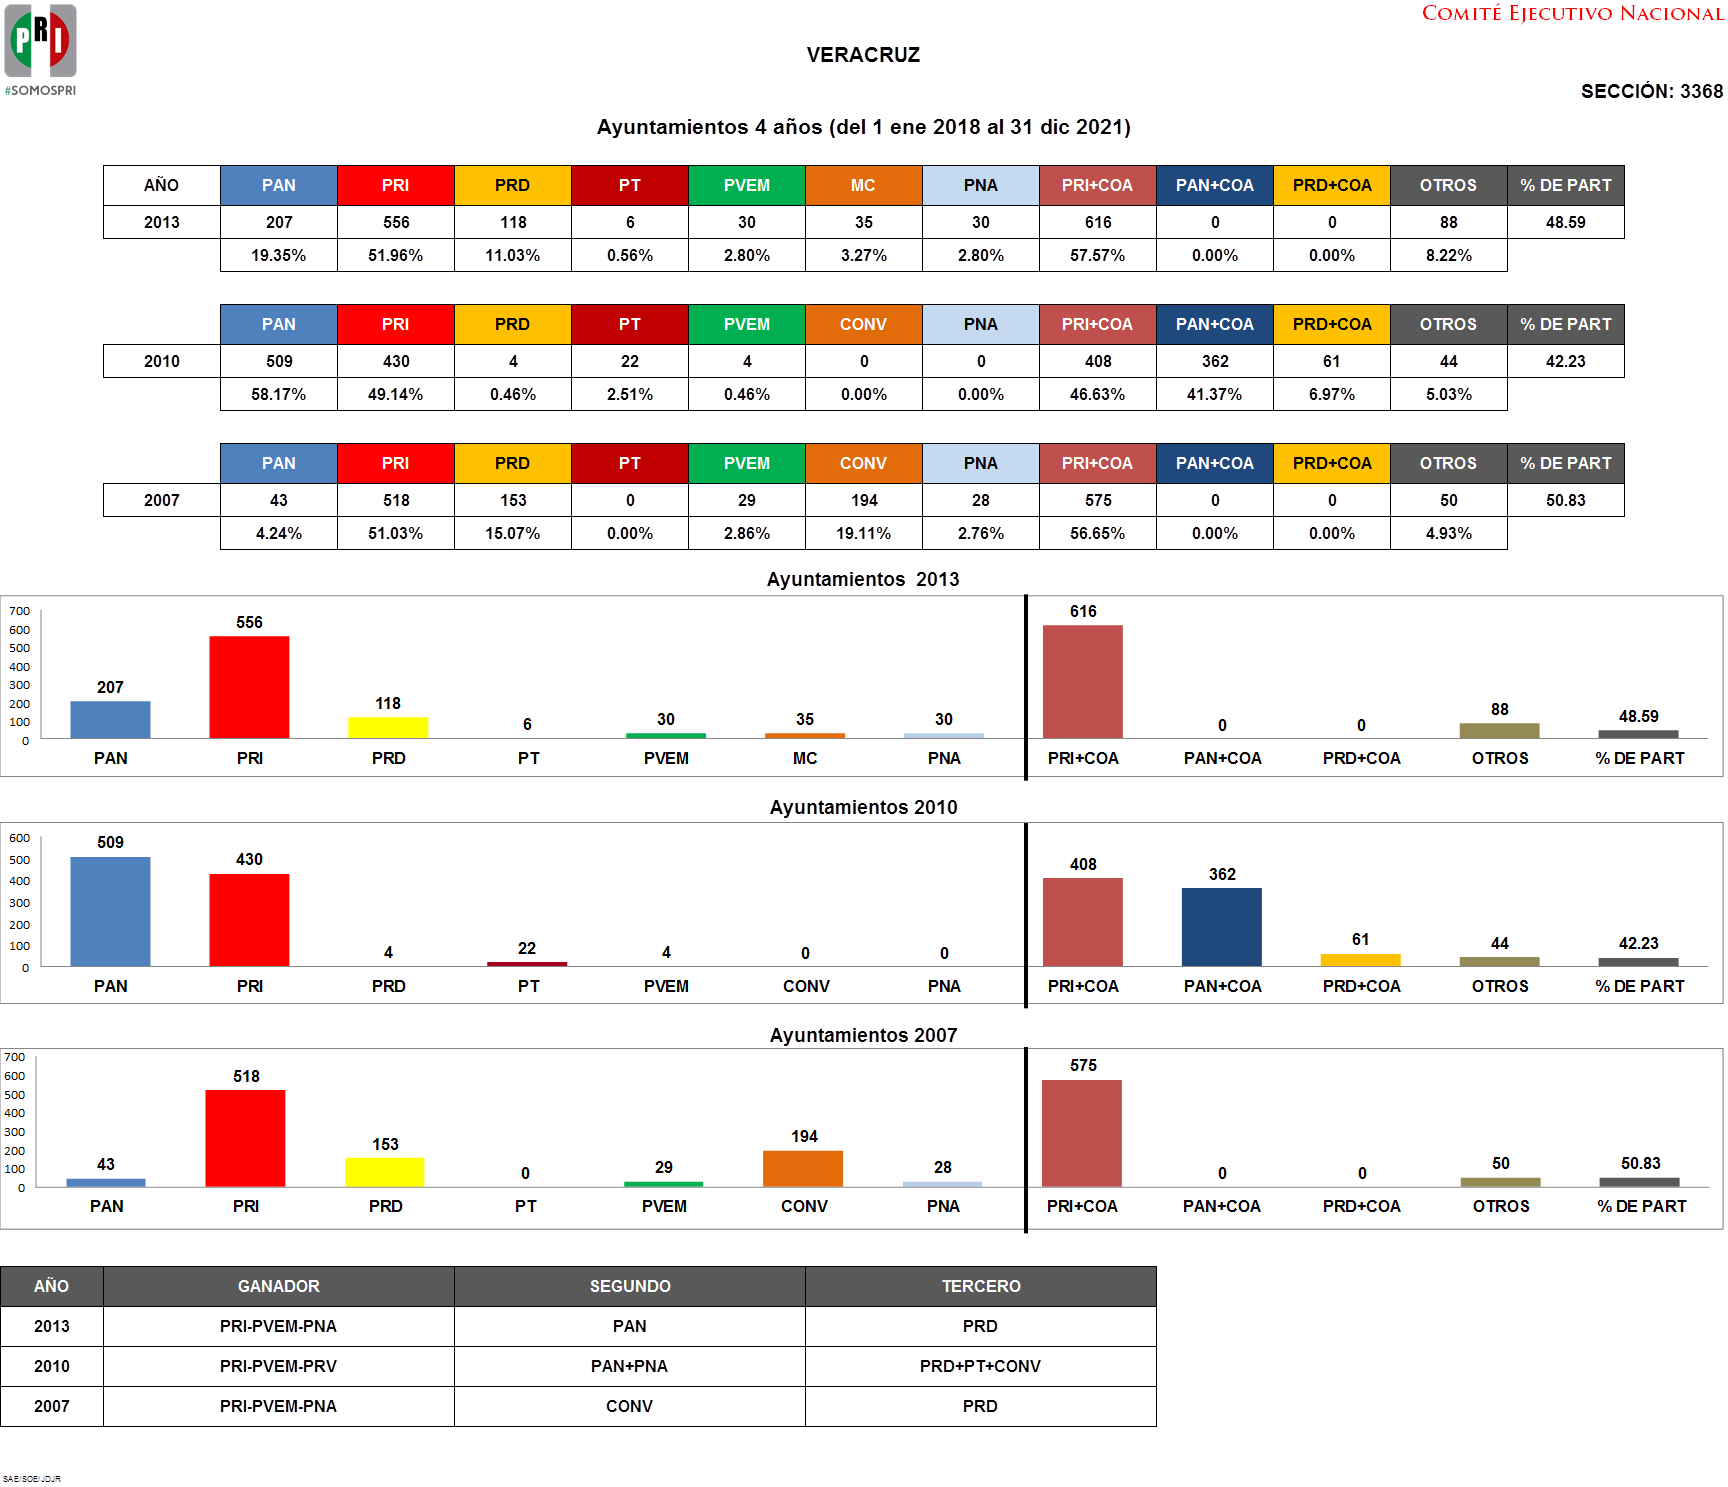 COMITÉ EJECUTIVO NACIONAL
PRI
#SOMOSPRI
VERACRUZ
SECCIÓN: 3368
Ayuntamientos 4 años (del 1 ene 2018 al 31 dic 2021)
AÑO PAN PRI PRD PT PVEM MC PNA PRI+COA PAN+COA PRD+COA OTROS % DE PART
2013 207 556 118 6 30 35 30 616 0 0 88 48.59
19.35% 51.96% 11.03% 0.56% 2.80% 3.27% 2.80% 57.57% 0.00% 0.00% 8.22%
PAN PRI PRD PT PVEM CONV PNA PRI+COA PAN+COA PRD+COA OTROS % DE PART
2010 509 430 4 22 4 0 0 408 362 61 44 42.23
58.17% 49.14% 0.46% 2.51% 0.46% 0.00% 0.00% 46.63% 41.37% 6.97% 5.03%
PAN PRI PRD PT PVEM CONV PNA PRI+COA PAN+COA PRD+COA OTROS % DE PART
2007 43 518 153 0 29 194 28 575 0 0 50 50.83
4.24% 51.03% 15.07% 0.00% 2.86% 19.11% 2.76% 56.65% 0.00% 0.00% 4.93%
Ayuntamientos 2013
700
600
500
400
300
200
100
0
207 556 118 6 30 35 30 616 0 0 88 48.59
PAN PRI PRD PT PVEM MC PNA PRI+COA PAN+COA PRD+COA OTROS % DE PART
Ayuntamientos 2010
600
500
400
300
200
100
0
509 430 4 22 4 0 0 408 362 61 44 42.23
PAN PRI PRD PT PVEM CONV PNA PRI+COA PAN+COA PRD+COA OTROS % DE PART
Ayuntamientos 2007
700
600
500
400
300
200
100
0
43 518 153 0 29 194 28 575 0 0 50 50.83
PAN PRI PRD PT PVEM CONV PNA PRI+COA PAN+COA PRD+COA OTROS % DE PART
AÑO GANADOR SEGUNDO TERCERO
2013 PRI-PVEM-PNA PAN PRD
2010 PRI-PVEM-PRV PAN+PNA PRD+PT+CONV
2007 PRI-PVEM-PNA CONV PRD
SAE/SOE/JDJR